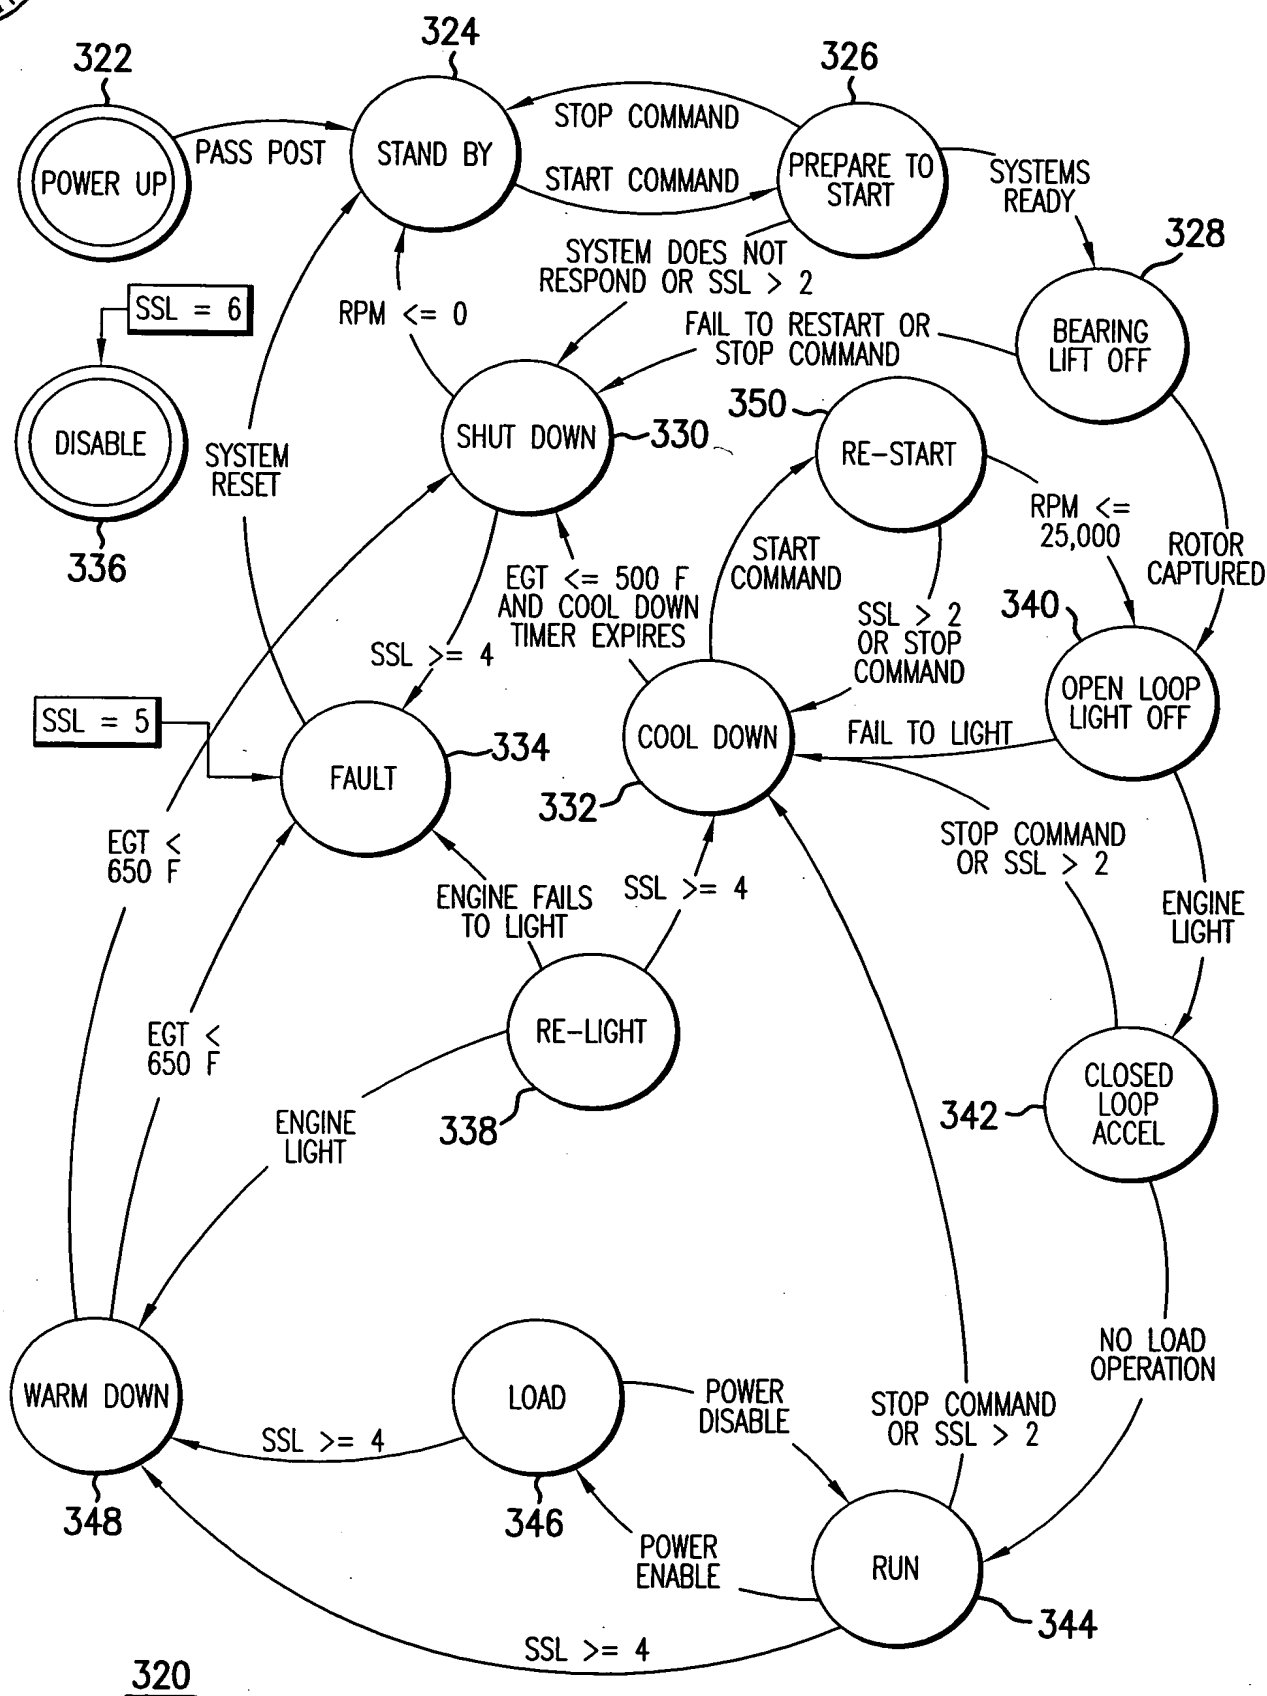 324
322
326
STOP COMMAND
PASS POST
STAND BY
POWER UP
START COMMAND
PREPARE TO
START
SYSTEMS
READY
328
SYSTEM DOES NOT
RESPOND OR SSL > 2
SSL = 6
RPM <= 0
FAIL TO RESTART OR
STOP COMMAND
BEARING
LIFT OFF
350
DISABLE
SHUT DOWN
330
RE-START
SYSTEM
RESET
336
RPM <=
25,000
ROTOR
CAPTURED
START
COMMAND
EGT <= 500 F
AND COOL DOWN
TIMER EXPIRES
340
SSL > 2
OR STOP
COMMAND
SSL >= 4
OPEN LOOP
LIGHT OFF
SSL = 5
COOL DOWN
FAIL TO LIGHT
334
FAULT
332
EGT <
650 F
STOP COMMAND
OR SSL > 2
ENGINE FAILS
TO LIGHT
SSL >= 4
ENGINE
LIGHT
EGT <
650 F
RE-LIGHT
338
CLOSED
LOOP
ACCEL
342
ENGINE
LIGHT
NO LOAD
OPERATION
WARM DOWN
LOAD
POWER
DISABLE
STOP COMMAND
OR SSL > 2
SSL >= 4
348
346
POWER
ENABLE
RUN
344
SSL >= 4
320